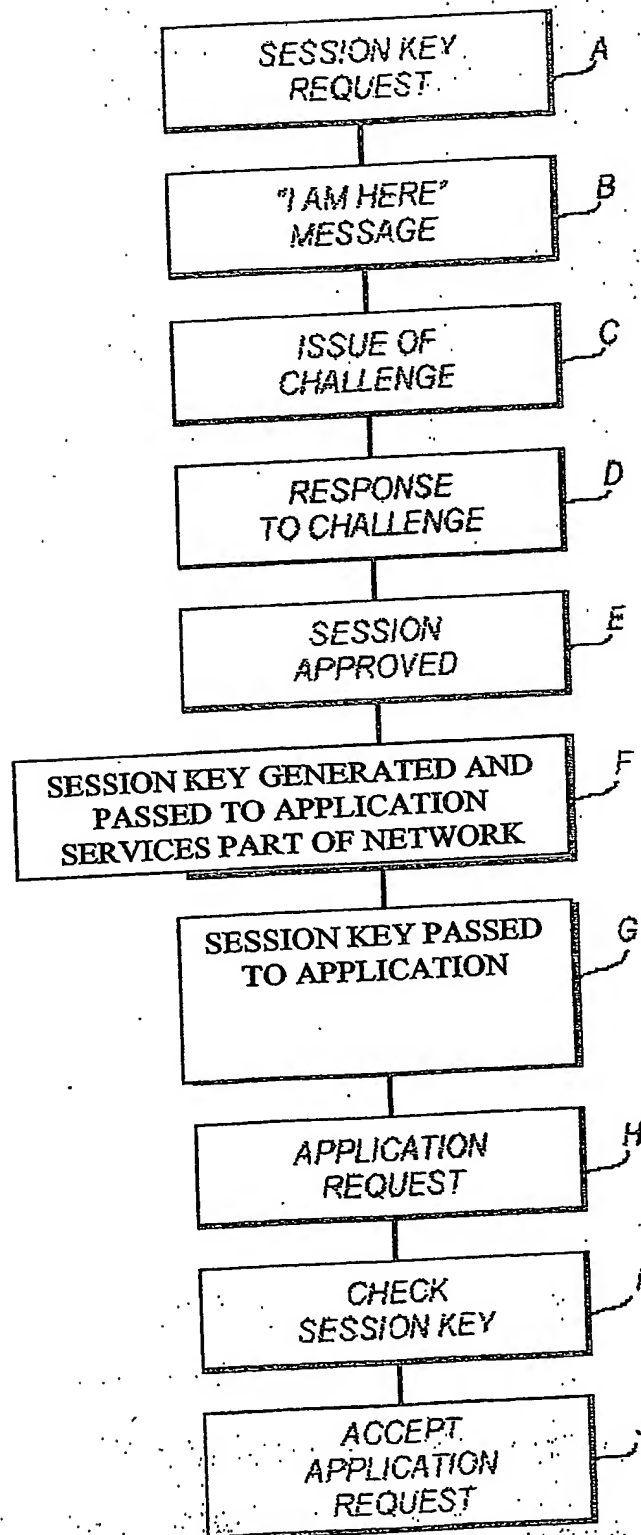 SESSION KEY
REQUEST
A
"I AM HERE"
MESSAGE
B
ISSUE OF
CHALLENGE
C
RESPONSE
TO CHALLENGE
D
SESSION
APPROVED
E
SESSION KEY GENERATED AND
PASSED TO APPLICATION
SERVICES PART OF NETWORK
F
SESSION KEY PASSED
TO APPLICATION
G
APPLICATION
REQUEST
H
CHECK
SESSION KEY
ACCEPT
APPLICATION
REQUEST